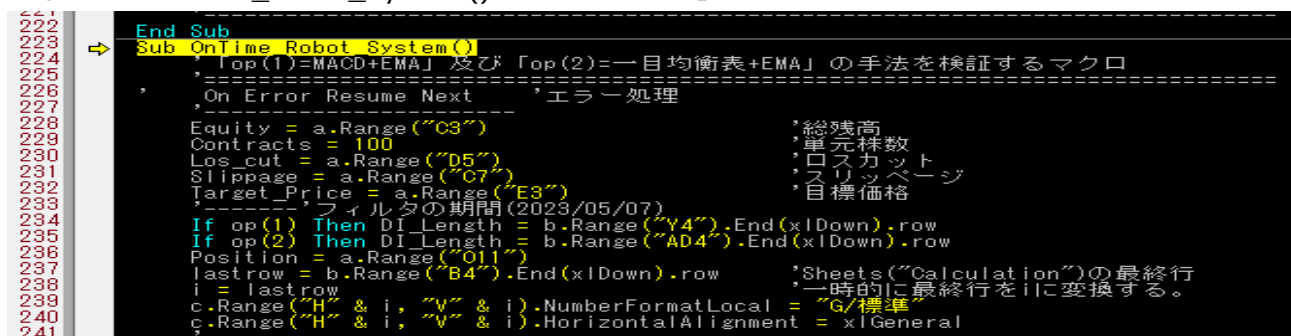 221 '---------------------------------------------------------------------------
222 End Sub
223 Sub OnTime_Robot_System()
224 '「op(1)=MACD+EMA」及び「op(2)=一目均衡表+EMA」の手法を検証するマクロ
225 '===========================================================================
226 ' ,On Error Resume Next 'エラー処理
227 '-----------------------
228 Equity = a.Range("C3") '総残高
229 Contracts = 100 '単元株数
230 Los_cut = a.Range("D5") 'ロスカット
231 Slippage = a.Range("C7") 'スリッページ
232 Target_Price = a.Range("E3") '目標価格
233 '-------'フィルタの期間(2023/05/07)
234 If op(1) Then DI_Length = b.Range("Y4").End(xlDown).row
235 If op(2) Then DI_Length = b.Range("AD4").End(xlDown).row
236 Position = a.Range("O11")
237 lastrow = b.Range("B4").End(xlDown).row 'Sheets("Calculation")の最終行
238 i = lastrow '一時的に最終行をiに変換する。
239 c.Range("H" & i, "V" & i).NumberFormatLocal = "G/標準"
240 c.Range("H" & i, "V" & i).HorizontalAlignment = xlGeneral
241